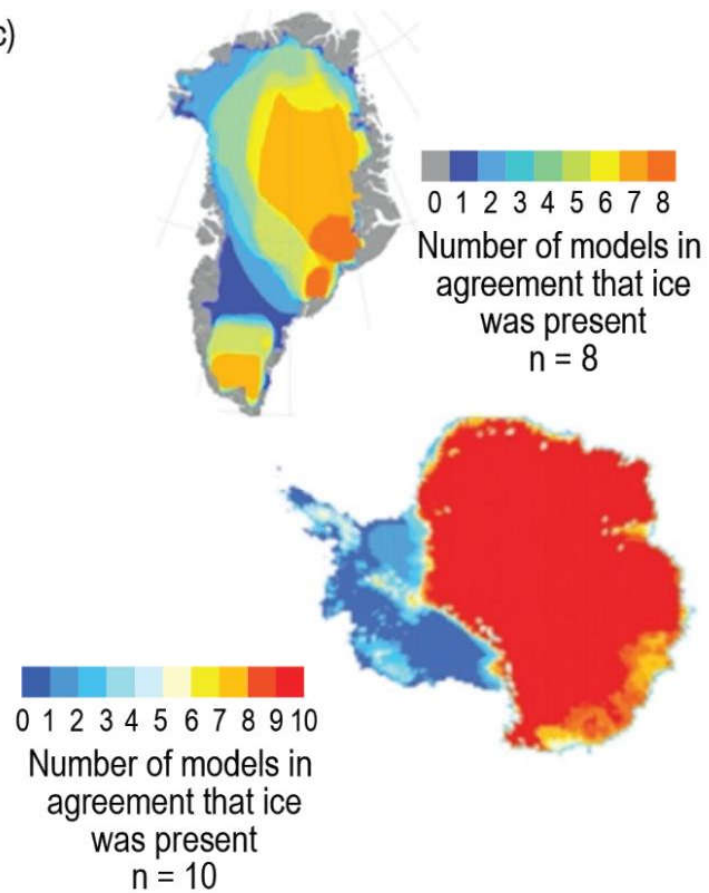 c)
0 1 2 3 4 5 6 7 8
Number of models in
agreement that ice
was present
n = 8
0 1 2 3 4 5 6 7 8 9 10
Number of models in
agreement that ice
was present
n = 10